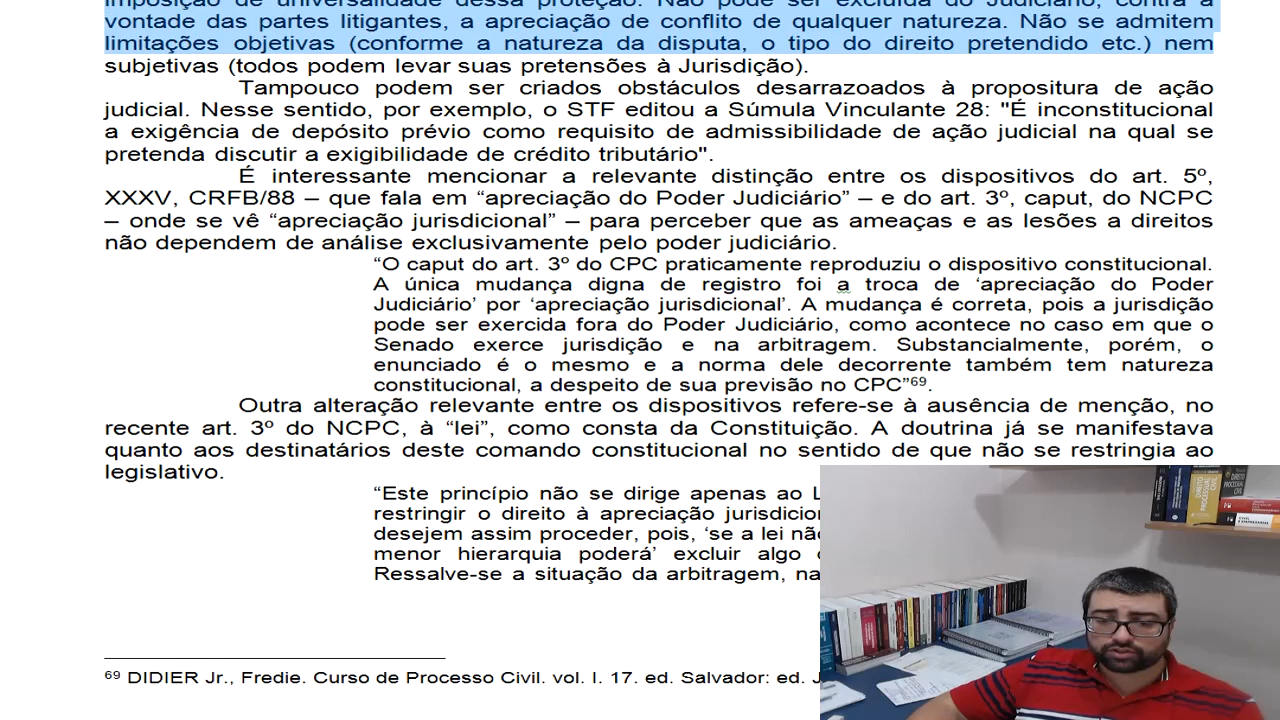 imposição de universalidade dessa proteção. Não pode ser excluída do Judiciário, contra a
vontade das partes litigantes, a apreciação de conflito de qualquer natureza. Não se admitem
limitações objetivas (conforme a natureza da disputa, o tipo do direito pretendido etc.) nem
subjetivas (todos podem levar suas pretensões à Jurisdição).
Tampouco podem ser criados obstáculos desarrazoados à propositura de ação
judicial. Nesse sentido, por exemplo, o STF editou a Súmula Vinculante 28: "É inconstitucional
a exigência de depósito prévio como requisito de admissibilidade de ação judicial na qual se
pretenda discutir a exigibilidade de crédito tributário".
É interessante mencionar a relevante distinção entre os dispositivos do art. 5º,
XXXV, CRFB/88 – que fala em “apreciação do Poder Judiciário” – e do art. 3º, caput, do NCPC
– onde se vê “apreciação jurisdicional” – para perceber que as ameaças e as lesões a direitos
não dependem de análise exclusivamente pelo poder judiciário.
“O caput do art. 3º do CPC praticamente reproduziu o dispositivo constitucional.
A única mudança digna de registro foi a troca de ‘apreciação do Poder
Judiciário’ por ‘apreciação jurisdicional’. A mudança é correta, pois a jurisdição
pode ser exercida fora do Poder Judiciário, como acontece no caso em que o
Senado exerce jurisdição e na arbitragem. Substancialmente, porém, o
enunciado é o mesmo e a norma dele decorrente também tem natureza
constitucional, a despeito de sua previsão no CPC”⁶⁹.
Outra alteração relevante entre os dispositivos refere-se à ausência de menção, no
recente art. 3º do NCPC, à “lei”, como consta da Constituição. A doutrina já se manifestava
quanto aos destinatários deste comando constitucional no sentido de que não se restringia ao
legislativo.
“Este princípio não se dirige apenas ao
restringir o direito à apreciação
desejem assim proceder, pois, ‘se a lei
menor hierarquia poderá’ excluir algo
Ressalve-se a situação da arbitragem,
⁶⁹ DIDIER Jr., Fredie. Curso de Processo Civil. vol. I. 17. ed. Salvador: ed.
DIREITO PROCESSUAL CIVIL